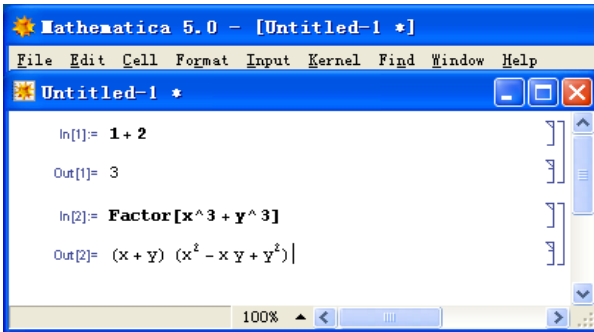 Mathematica 5.0 - [Untitled-1 *]
File Edit Cell Format Input Kernel Find Window Help
Untitled-1 *
In[1]:= 1 + 2
Out[1]= 3
In[2]:= Factor[x^3 + y^3]
Out[2]= (x + y) (x² - x y + y²)
100%